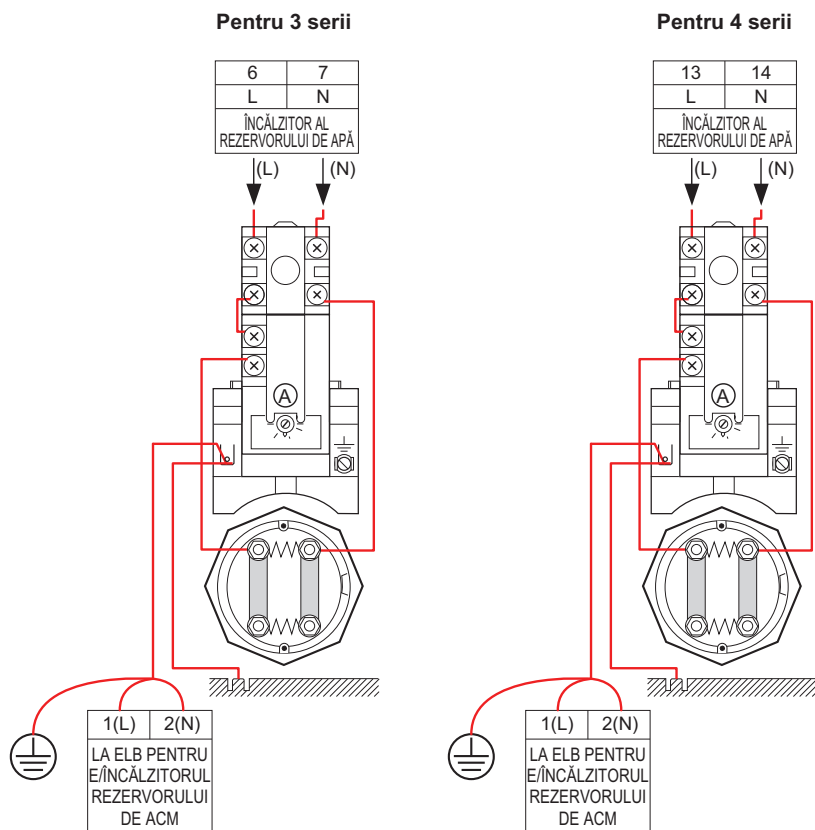 Pentru 3 serii
6 7
L N
ÎNCĂLZITOR AL
REZERVORULUI DE APĂ
(L) (N)
A
1(L) 2(N)
LA ELB PENTRU
E/ÎNCĂLZITORUL
REZERVORULUI
DE ACM
Pentru 4 serii
13 14
L N
ÎNCĂLZITOR AL
REZERVORULUI DE APĂ
(L) (N)
A
1(L) 2(N)
LA ELB PENTRU
E/ÎNCĂLZITORUL
REZERVORULUI
DE ACM